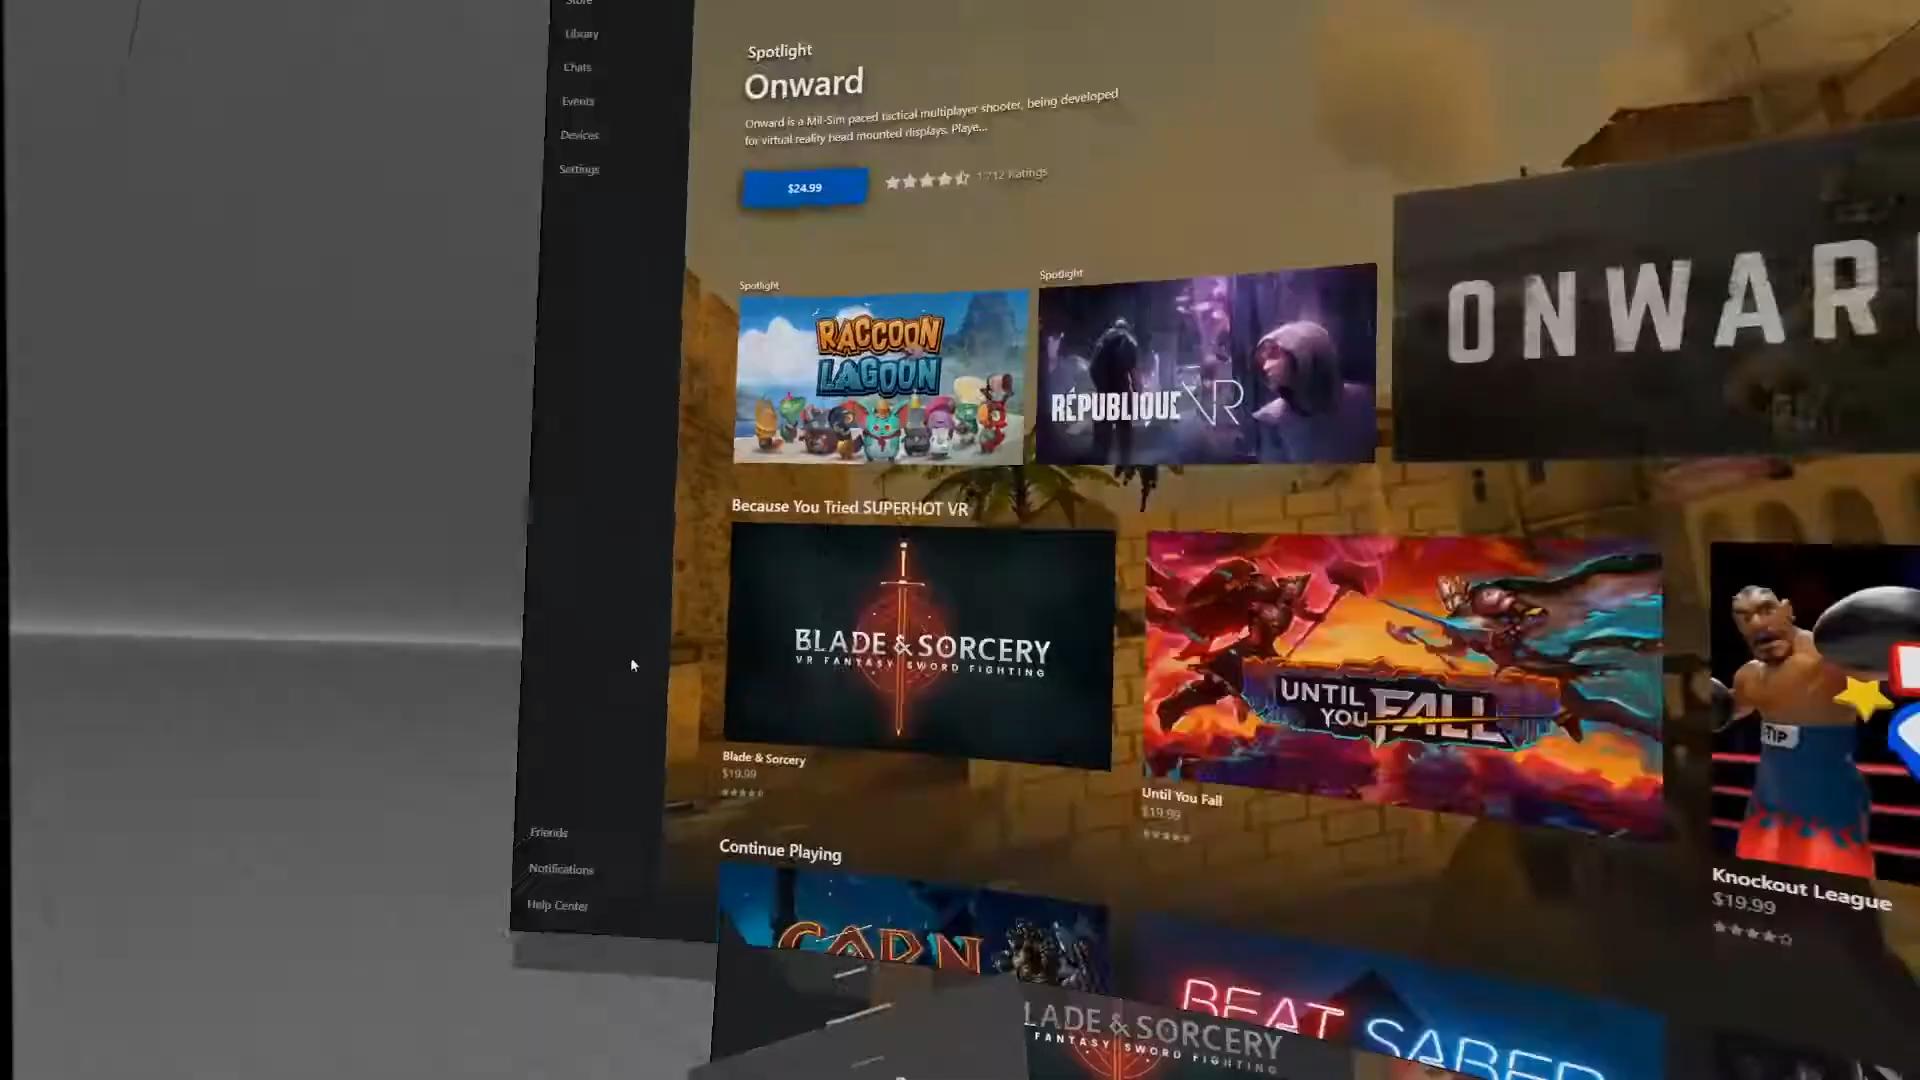 Store
Library
Chats
Events
Devices
Settings
Spotlight
Onward
Onward is a Mil-Sim paced tactical multiplayer shooter, being developed
for virtual reality head mounted displays. Playe...
$24.99
1,712 Ratings
Spotlight
RACCOON
LAGOON
Spotlight
RÉPUBLIQUE VR
ONWAR
Because You Tried SUPERHOT VR
BLADE & SORCERY
VR FANTASY SWORD FIGHTING
UNTIL
YOU FALL
TIP
Blade & Sorcery
$19.99
Until You Fall
$19.99
Knockout League
$19.99
Continue Playing
BEAT SABER
LADE & SORCERY
FANTASY SWORD FIGHTING
Friends
Notifications
Help Center